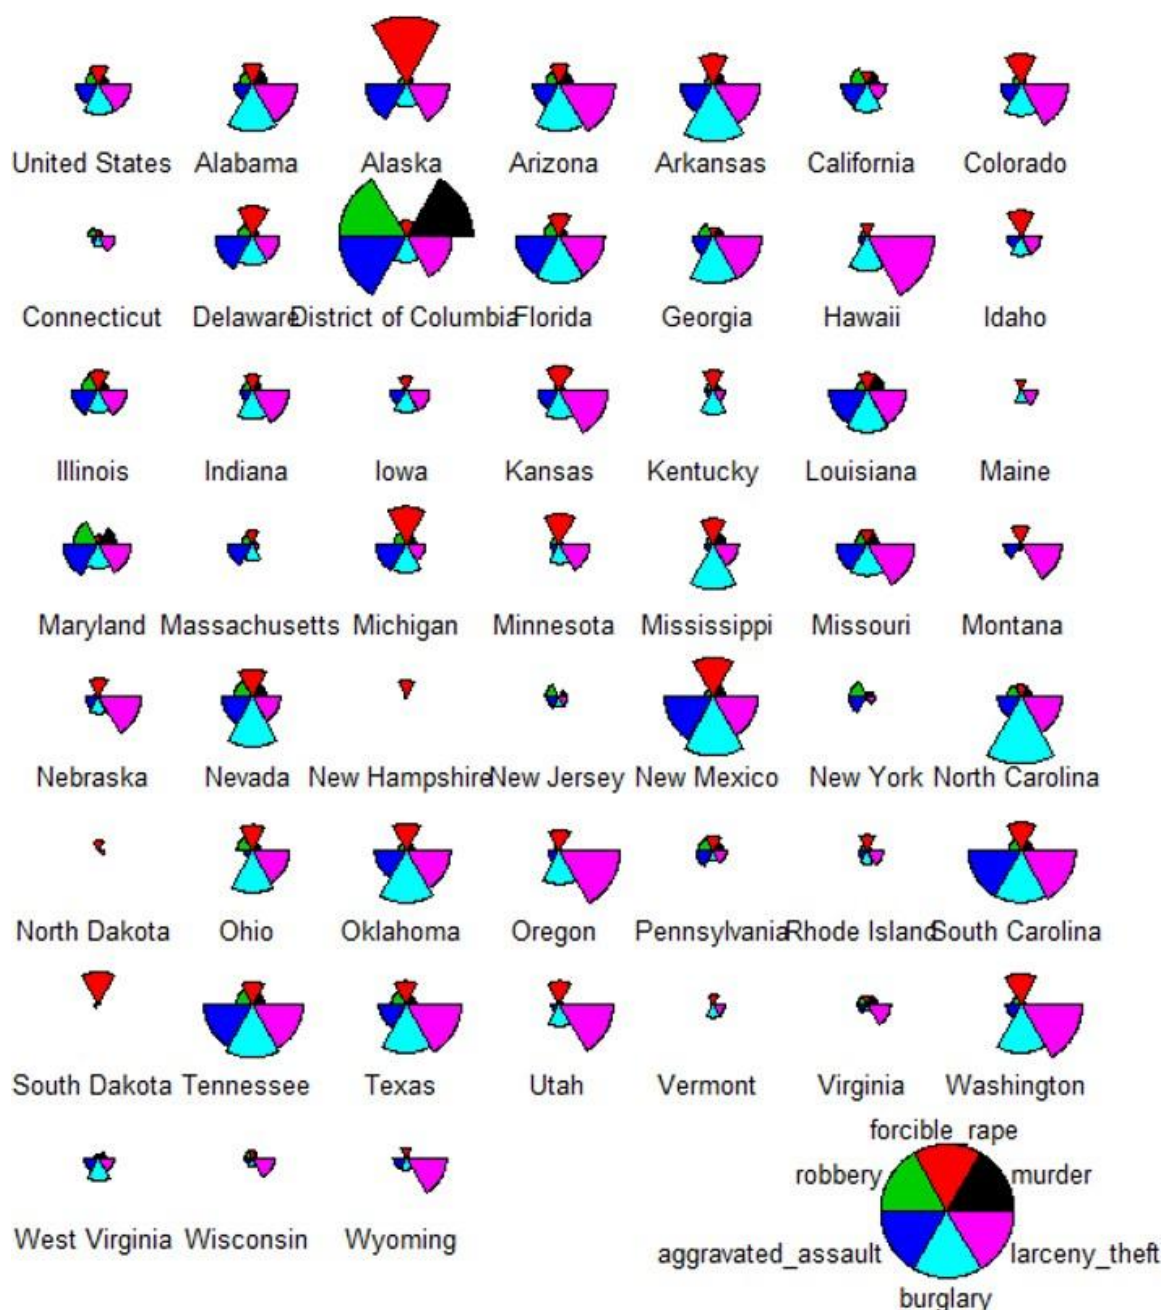 United States Alabama Alaska Arizona Arkansas California Colorado
Connecticut Delaware District of Columbia Florida Georgia Hawaii Idaho
Illinois Indiana Iowa Kansas Kentucky Louisiana Maine
Maryland Massachusetts Michigan Minnesota Mississippi Missouri Montana
Nebraska Nevada New Hampshire New Jersey New Mexico New York North Carolina
North Dakota Ohio Oklahoma Oregon Pennsylvania Rhode Island South Carolina
South Dakota Tennessee Texas Utah Vermont Virginia Washington
West Virginia Wisconsin Wyoming
forcible_rape
robbery murder
aggravated_assault larceny_theft
burglary